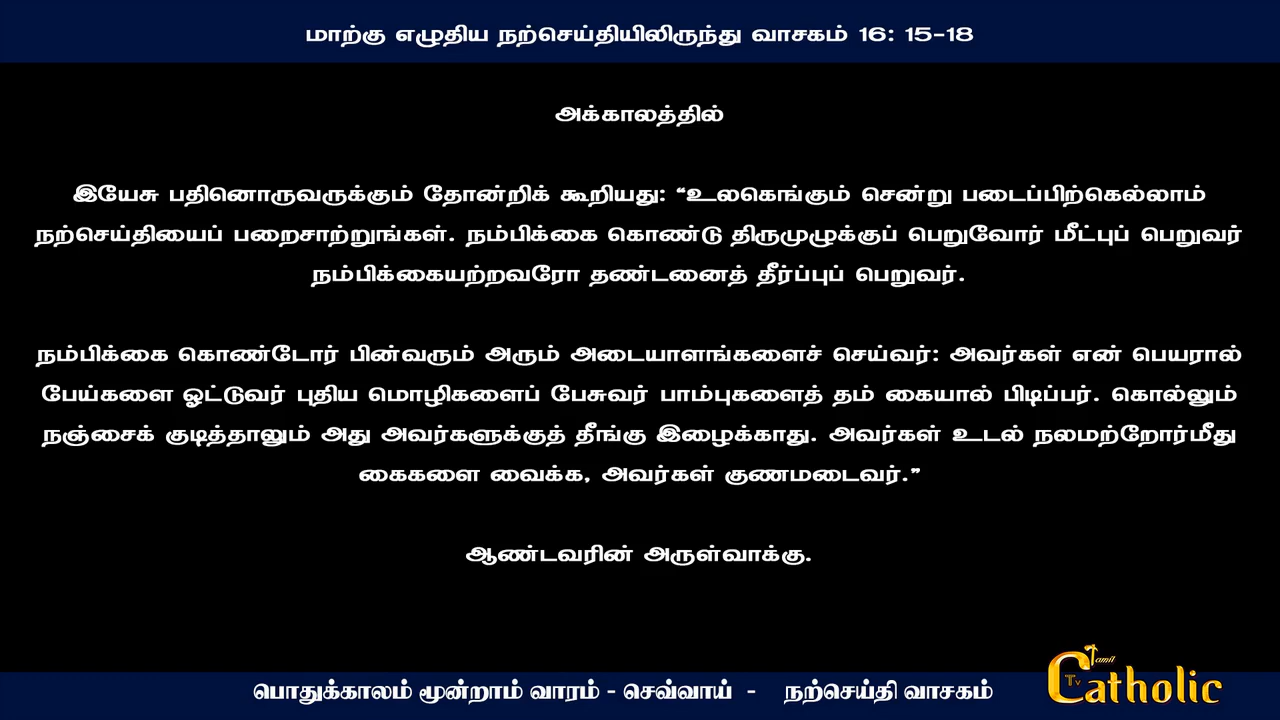 மாற்கு எழுதிய நற்செய்தியிலிருந்து வாசகம் 16: 15-18
அக்காலத்தில்
இயேசு பதினொருவருக்கும் தோன்றிக் கூறியது: “உலகெங்கும் சென்று படைப்பிற்கெல்லாம்
நற்செய்தியைப் பறைசாற்றுங்கள். நம்பிக்கை கொண்டு திருமுழுக்குப் பெறுவோர் மீட்புப் பெறுவர்
நம்பிக்கையற்றவரோ தண்டனைத் தீர்ப்புப் பெறுவர்.
நம்பிக்கை கொண்டோர் பின்வரும் அரும் அடையாளங்களைச் செய்வர்: அவர்கள் என் பெயரால்
பேய்களை ஓட்டுவர் புதிய மொழிகளைப் பேசுவர் பாம்புகளைத் தம் கையால் பிடிப்பர். கொல்லும்
நஞ்சைக் குடித்தாலும் அது அவர்களுக்குத் தீங்கு இழைக்காது. அவர்கள் உடல் நலமற்றோர்மீது
கைகளை வைக்க, அவர்கள் குணமடைவர்.”
ஆண்டவரின் அருள்வாக்கு.
பொதுக்காலம் மூன்றாம் வாரம் - செவ்வாய் - நற்செய்தி வாசகம்
Tamil
Catholic
Tv